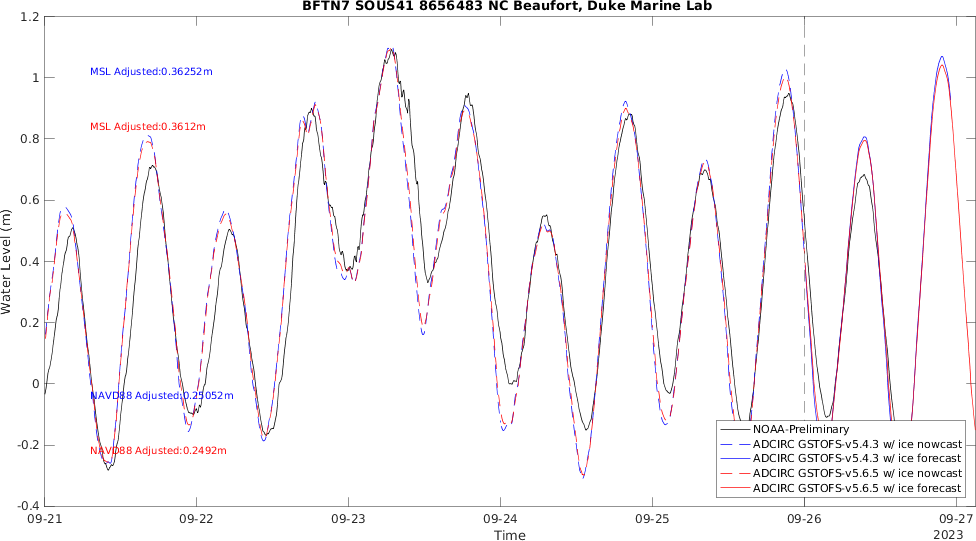 BFTN7 SOUS41 8656483 NC Beaufort, Duke Marine Lab
1.2
1
0.8
0.6
0.4
0.2
0
-0.2
-0.4
Water Level (m)
MSL Adjusted:0.36252m
MSL Adjusted:0.3612m
NAVD88 Adjusted:0.25052m
NAVD88 Adjusted:0.2492m
NOAA-Preliminary
ADCIRC GSTOFS-v5.4.3 w/ ice nowcast
ADCIRC GSTOFS-v5.4.3 w/ ice forecast
ADCIRC GSTOFS-v5.6.5 w/ ice nowcast
ADCIRC GSTOFS-v5.6.5 w/ ice forecast
09-21 09-22 09-23 09-24 09-25 09-26 09-27
Time
2023